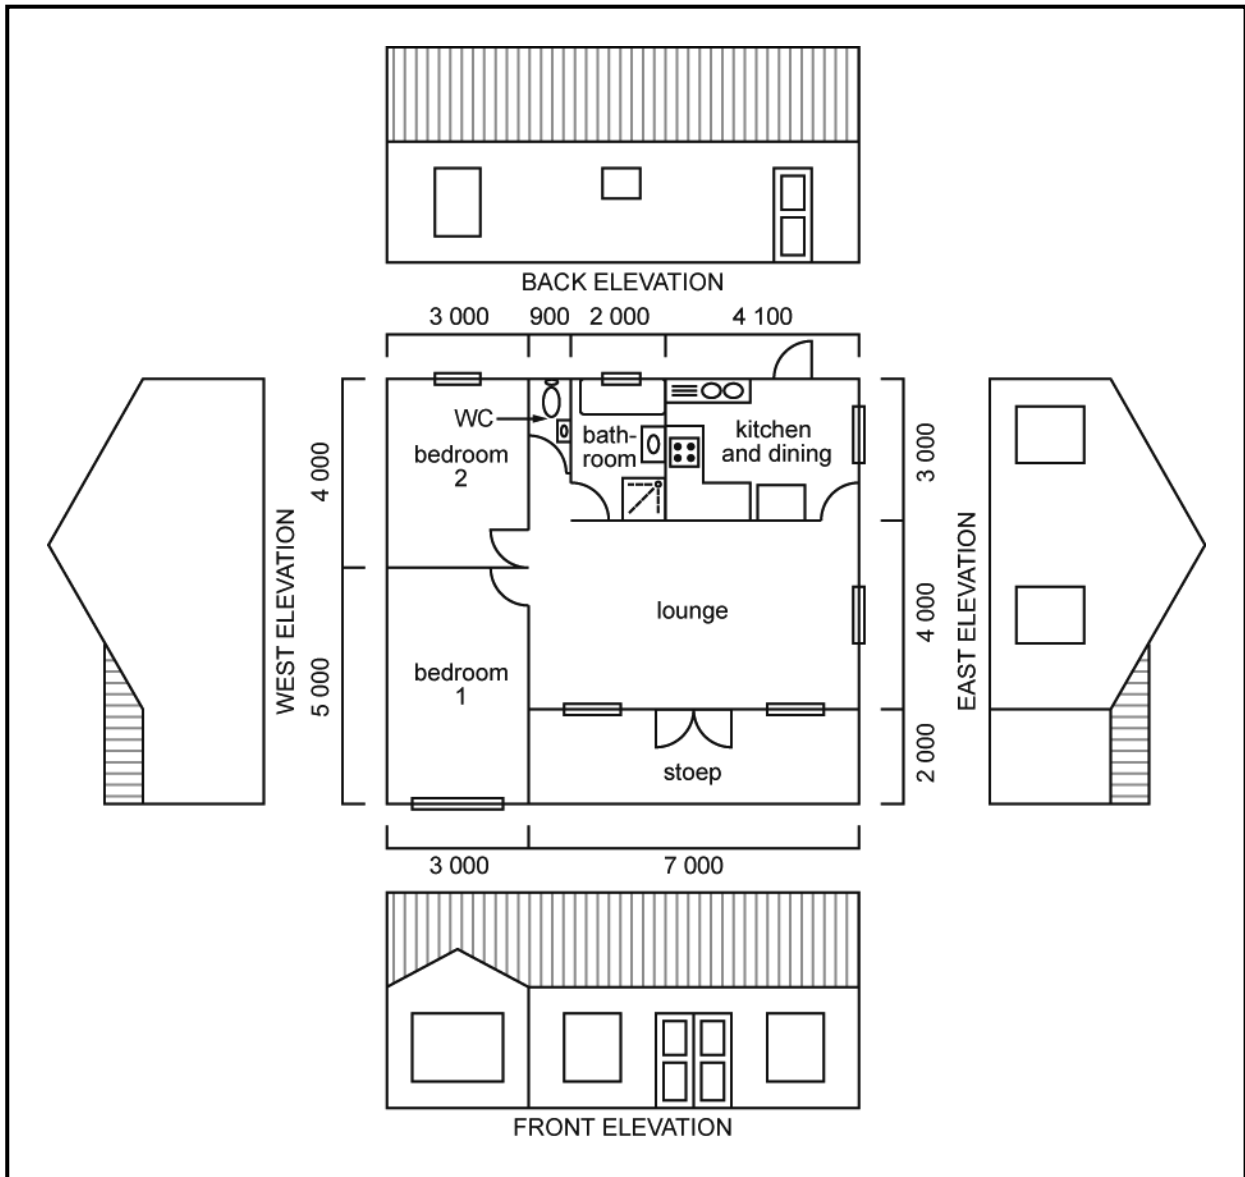 BACK ELEVATION
3 000 900 2 000 4 100
WC
bedroom
2
bath-
room
kitchen
and dining
4 000
3 000
WEST ELEVATION
EAST ELEVATION
lounge
4 000
5 000
bedroom
1
stoep
2 000
3 000 7 000
FRONT ELEVATION